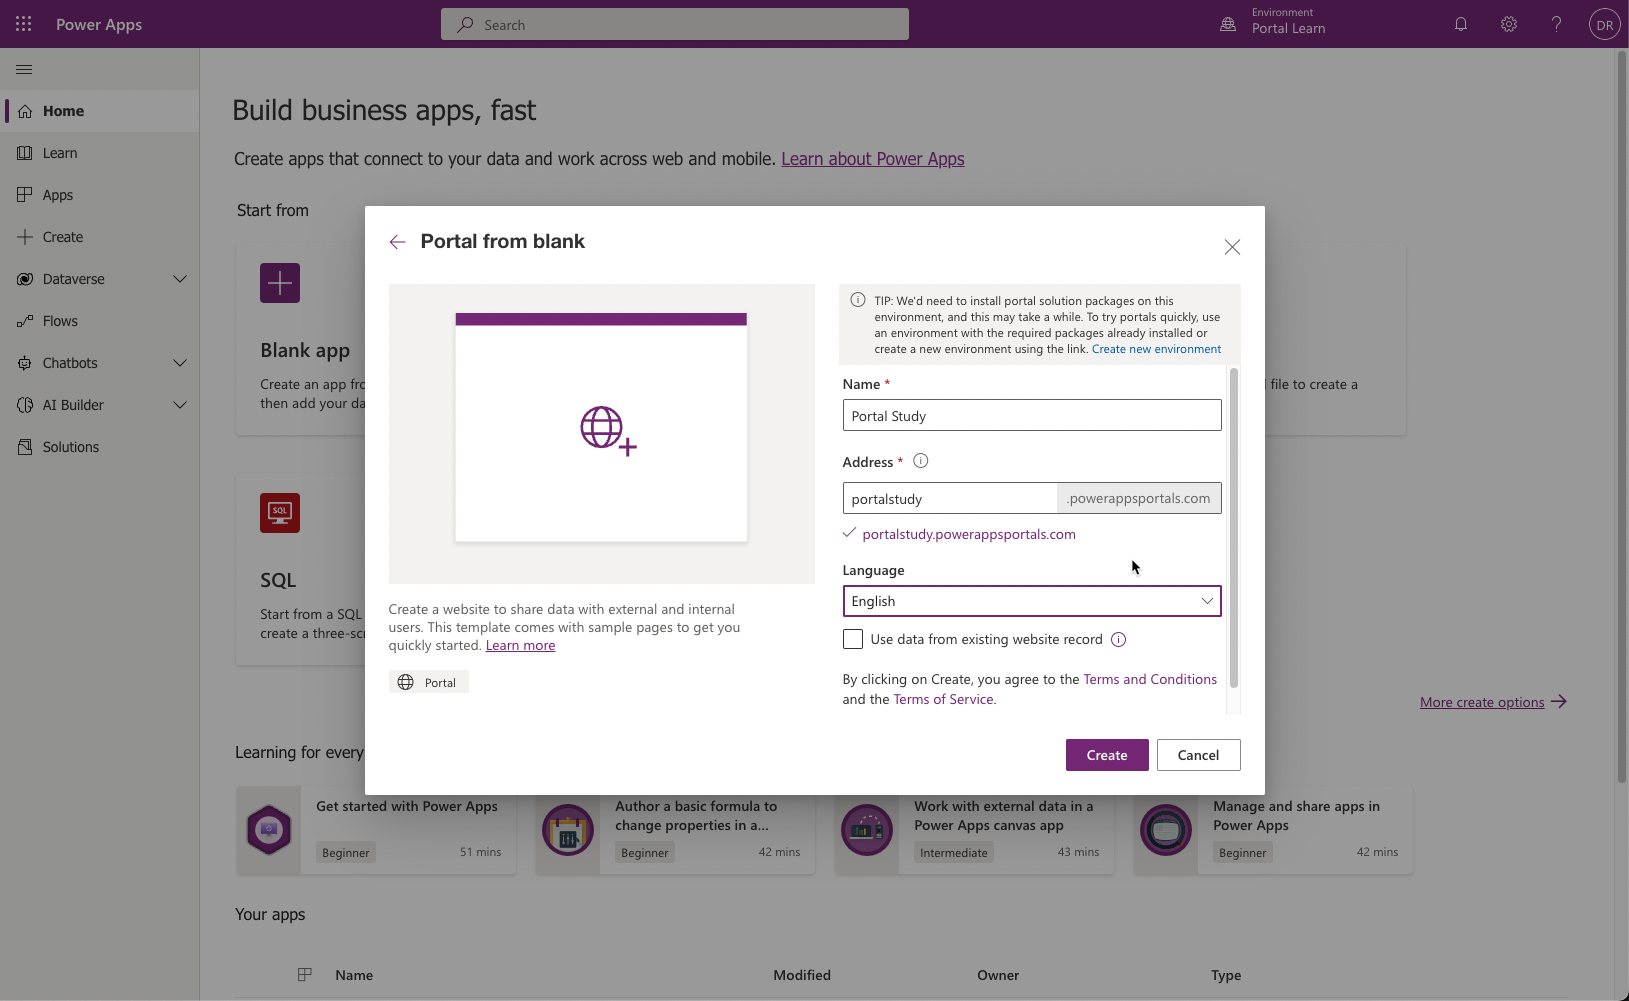 Power Apps
Search
Environment
Portal Learn
DR
Home
Learn
Apps
Create
Dataverse
Flows
Chatbots
AI Builder
Solutions
Build business apps, fast
Create apps that connect to your data and work across web and mobile. Learn about Power Apps
Start from
Blank app
Create an app fro
then add your da
file to create a
SQL
SQL
Start from a SQL
create a three-scr
Portal from blank
TIP: We'd need to install portal solution packages on this
environment, and this may take a while. To try portals quickly, use
an environment with the required packages already installed or
create a new environment using the link. Create new environment
Name *
Portal Study
Address *
portalstudy
.powerappsportals.com
portalstudy.powerappsportals.com
Language
English
Use data from existing website record
By clicking on Create, you agree to the Terms and Conditions
and the Terms of Service.
Create a website to share data with external and internal
users. This template comes with sample pages to get you
quickly started. Learn more
Portal
Create
Cancel
More create options
Learning for every
Get started with Power Apps
Beginner
51 mins
Author a basic formula to
change properties in a...
Beginner
42 mins
Work with external data in a
Power Apps canvas app
Intermediate
43 mins
Manage and share apps in
Power Apps
Beginner
42 mins
Your apps
Name
Modified
Owner
Type